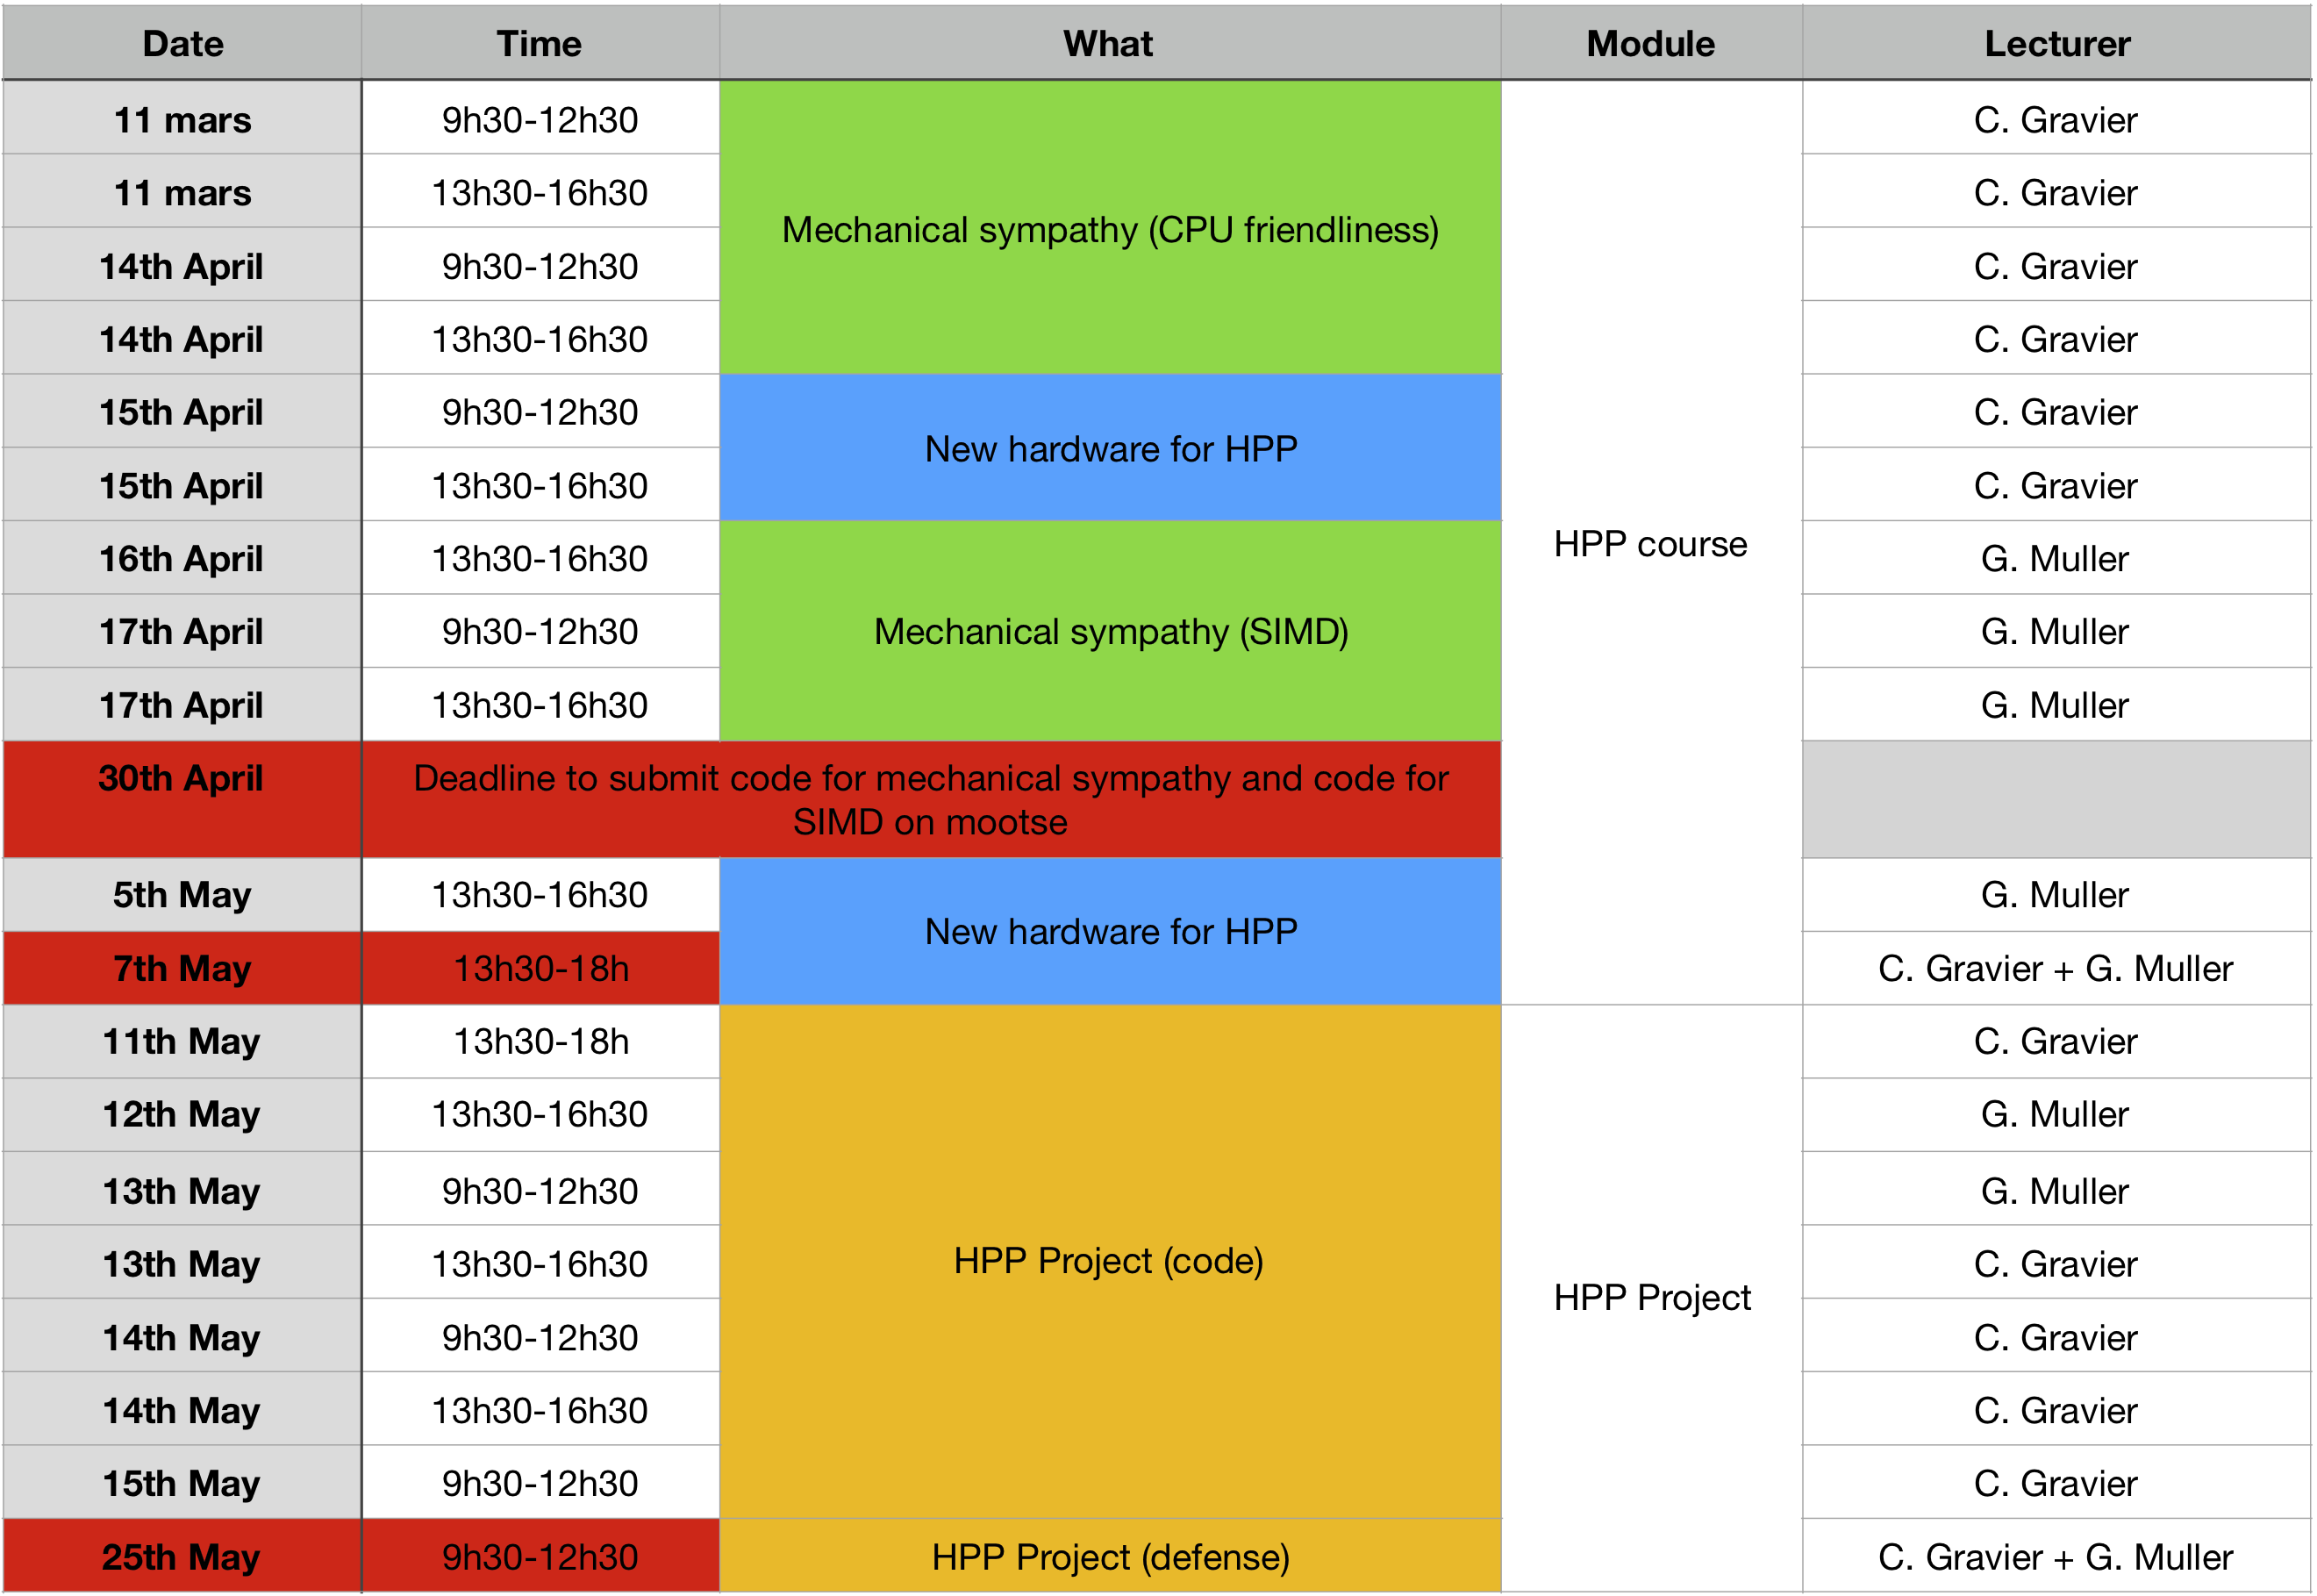 Date Time What Module Lecturer
11 mars 9h30-12h30 C. Gravier
11 mars 13h30-16h30 C. Gravier
Mechanical sympathy (CPU friendliness)
14th April 9h30-12h30 C. Gravier
14th April 13h30-16h30 C. Gravier
15th April 9h30-12h30 C. Gravier
New hardware for HPP
15th April 13h30-16h30 C. Gravier
HPP course
16th April 13h30-16h30 G. Muller
17th April 9h30-12h30 Mechanical sympathy (SIMD) G. Muller
17th April 13h30-16h30 G. Muller
30th April Deadline to submit code for mechanical sympathy and code for
SIMD on mootse
5th May 13h30-16h30 G. Muller
New hardware for HPP
7th May 13h30-18h C. Gravier + G. Muller
11th May 13h30-18h C. Gravier
12th May 13h30-16h30 G. Muller
13th May 9h30-12h30 G. Muller
13th May 13h30-16h30 HPP Project (code) C. Gravier
HPP Project
14th May 9h30-12h30 C. Gravier
14th May 13h30-16h30 C. Gravier
15th May 9h30-12h30 C. Gravier
25th May 9h30-12h30 HPP Project (defense) C. Gravier + G. Muller